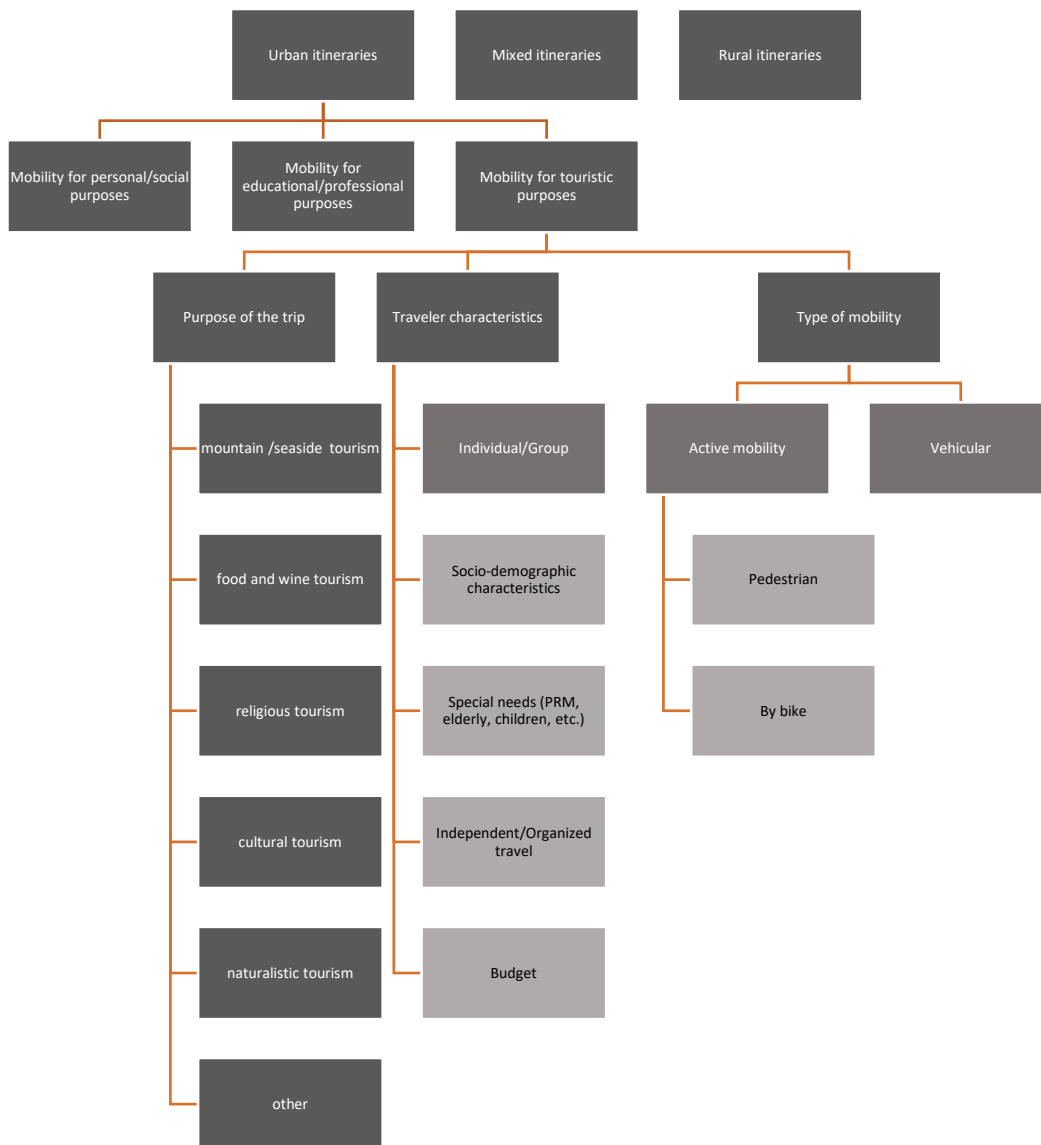 Urban itineraries
Mixed itineraries
Rural itineraries
Mobility for personal/social
purposes
Mobility for
educational/professional
purposes
Mobility for touristic
purposes
Purpose of the trip
Traveler characteristics
Type of mobility
mountain /seaside  tourism
Individual/Group
Active mobility
Vehicular
food and wine tourism
Socio-demographic
characteristics
Pedestrian
religious tourism
Special needs (PRM,
elderly, children, etc.)
By bike
cultural tourism
Independent/Organized
travel
naturalistic tourism
Budget
other